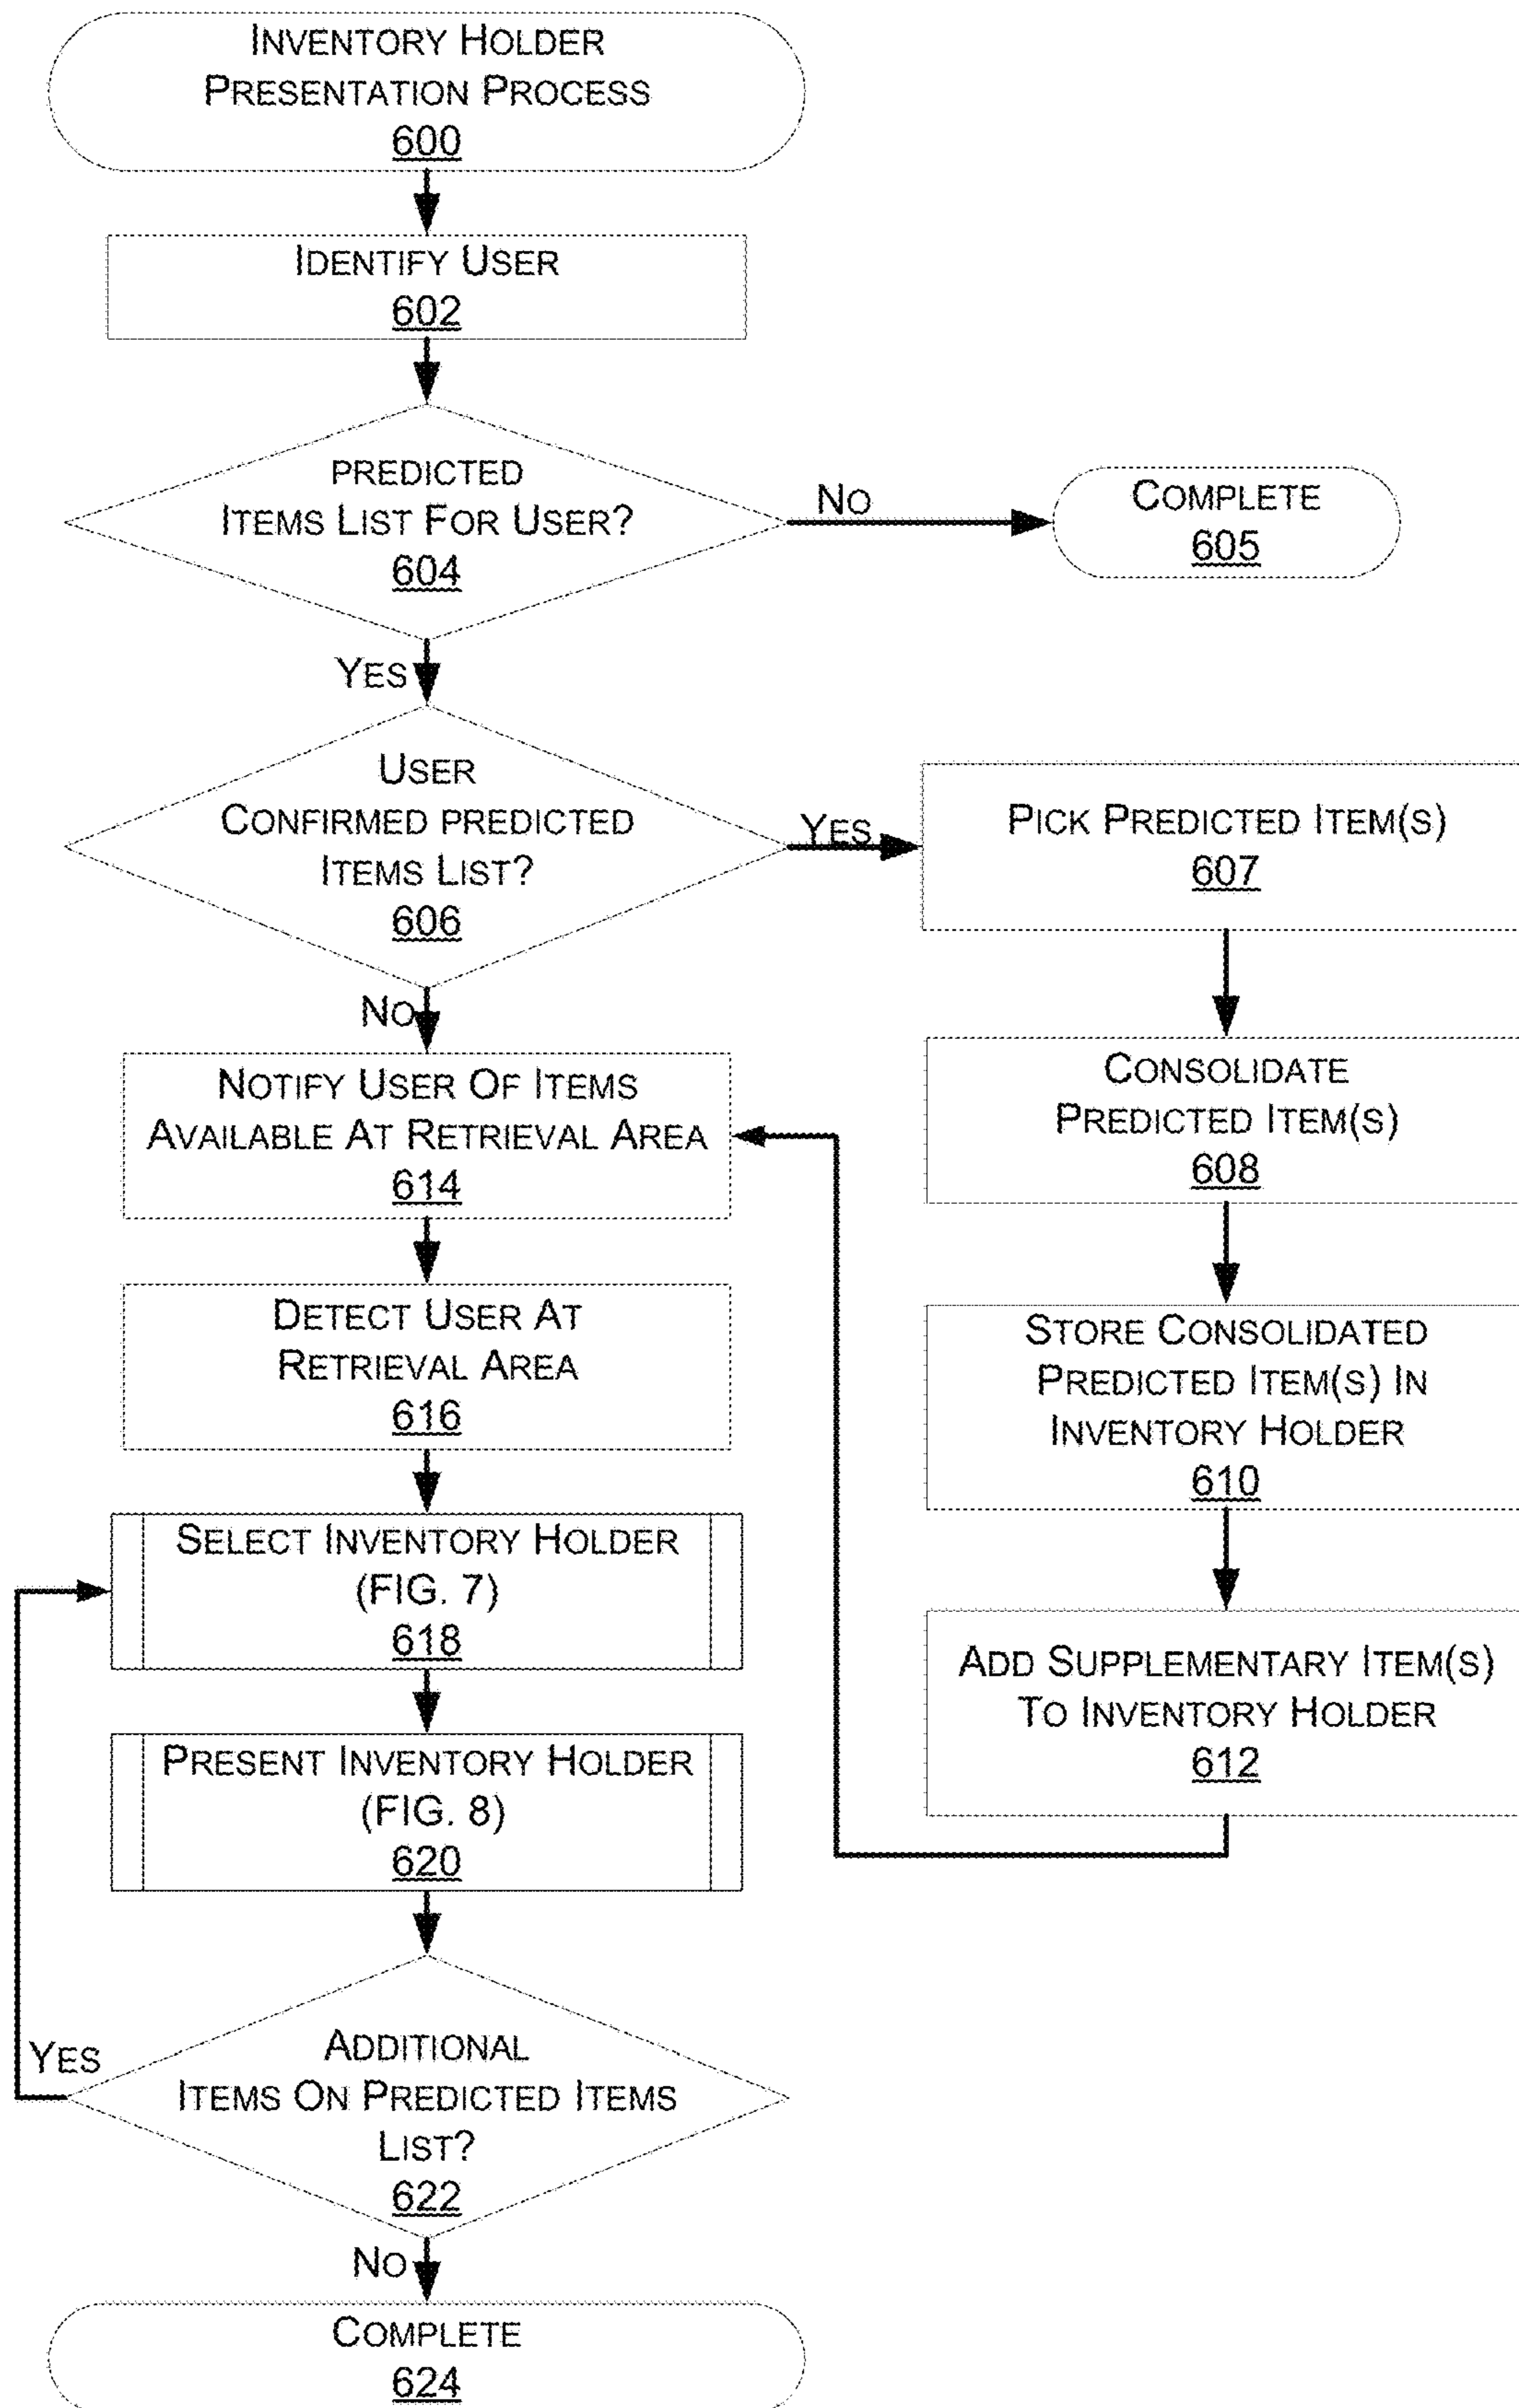 INVENTORY HOLDER
PRESENTATION PROCESS
600
IDENTIFY USER
602
PREDICTED
ITEMS LIST FOR USER?
604
NO
COMPLETE
605
YES
USER
CONFIRMED PREDICTED
ITEMS LIST?
606
YES
PICK PREDICTED ITEM(S)
607
NO
CONSOLIDATE
PREDICTED ITEM(S)
608
STORE CONSOLIDATED
PREDICTED ITEM(S) IN
INVENTORY HOLDER
610
ADD SUPPLEMENTARY ITEM(S)
TO INVENTORY HOLDER
612
NOTIFY USER OF ITEMS
AVAILABLE AT RETRIEVAL AREA
614
DETECT USER AT
RETRIEVAL AREA
616
SELECT INVENTORY HOLDER
(FIG. 7)
618
PRESENT INVENTORY HOLDER
(FIG. 8)
620
ADDITIONAL
ITEMS ON PREDICTED ITEMS
LIST?
622
YES
NO
COMPLETE
624